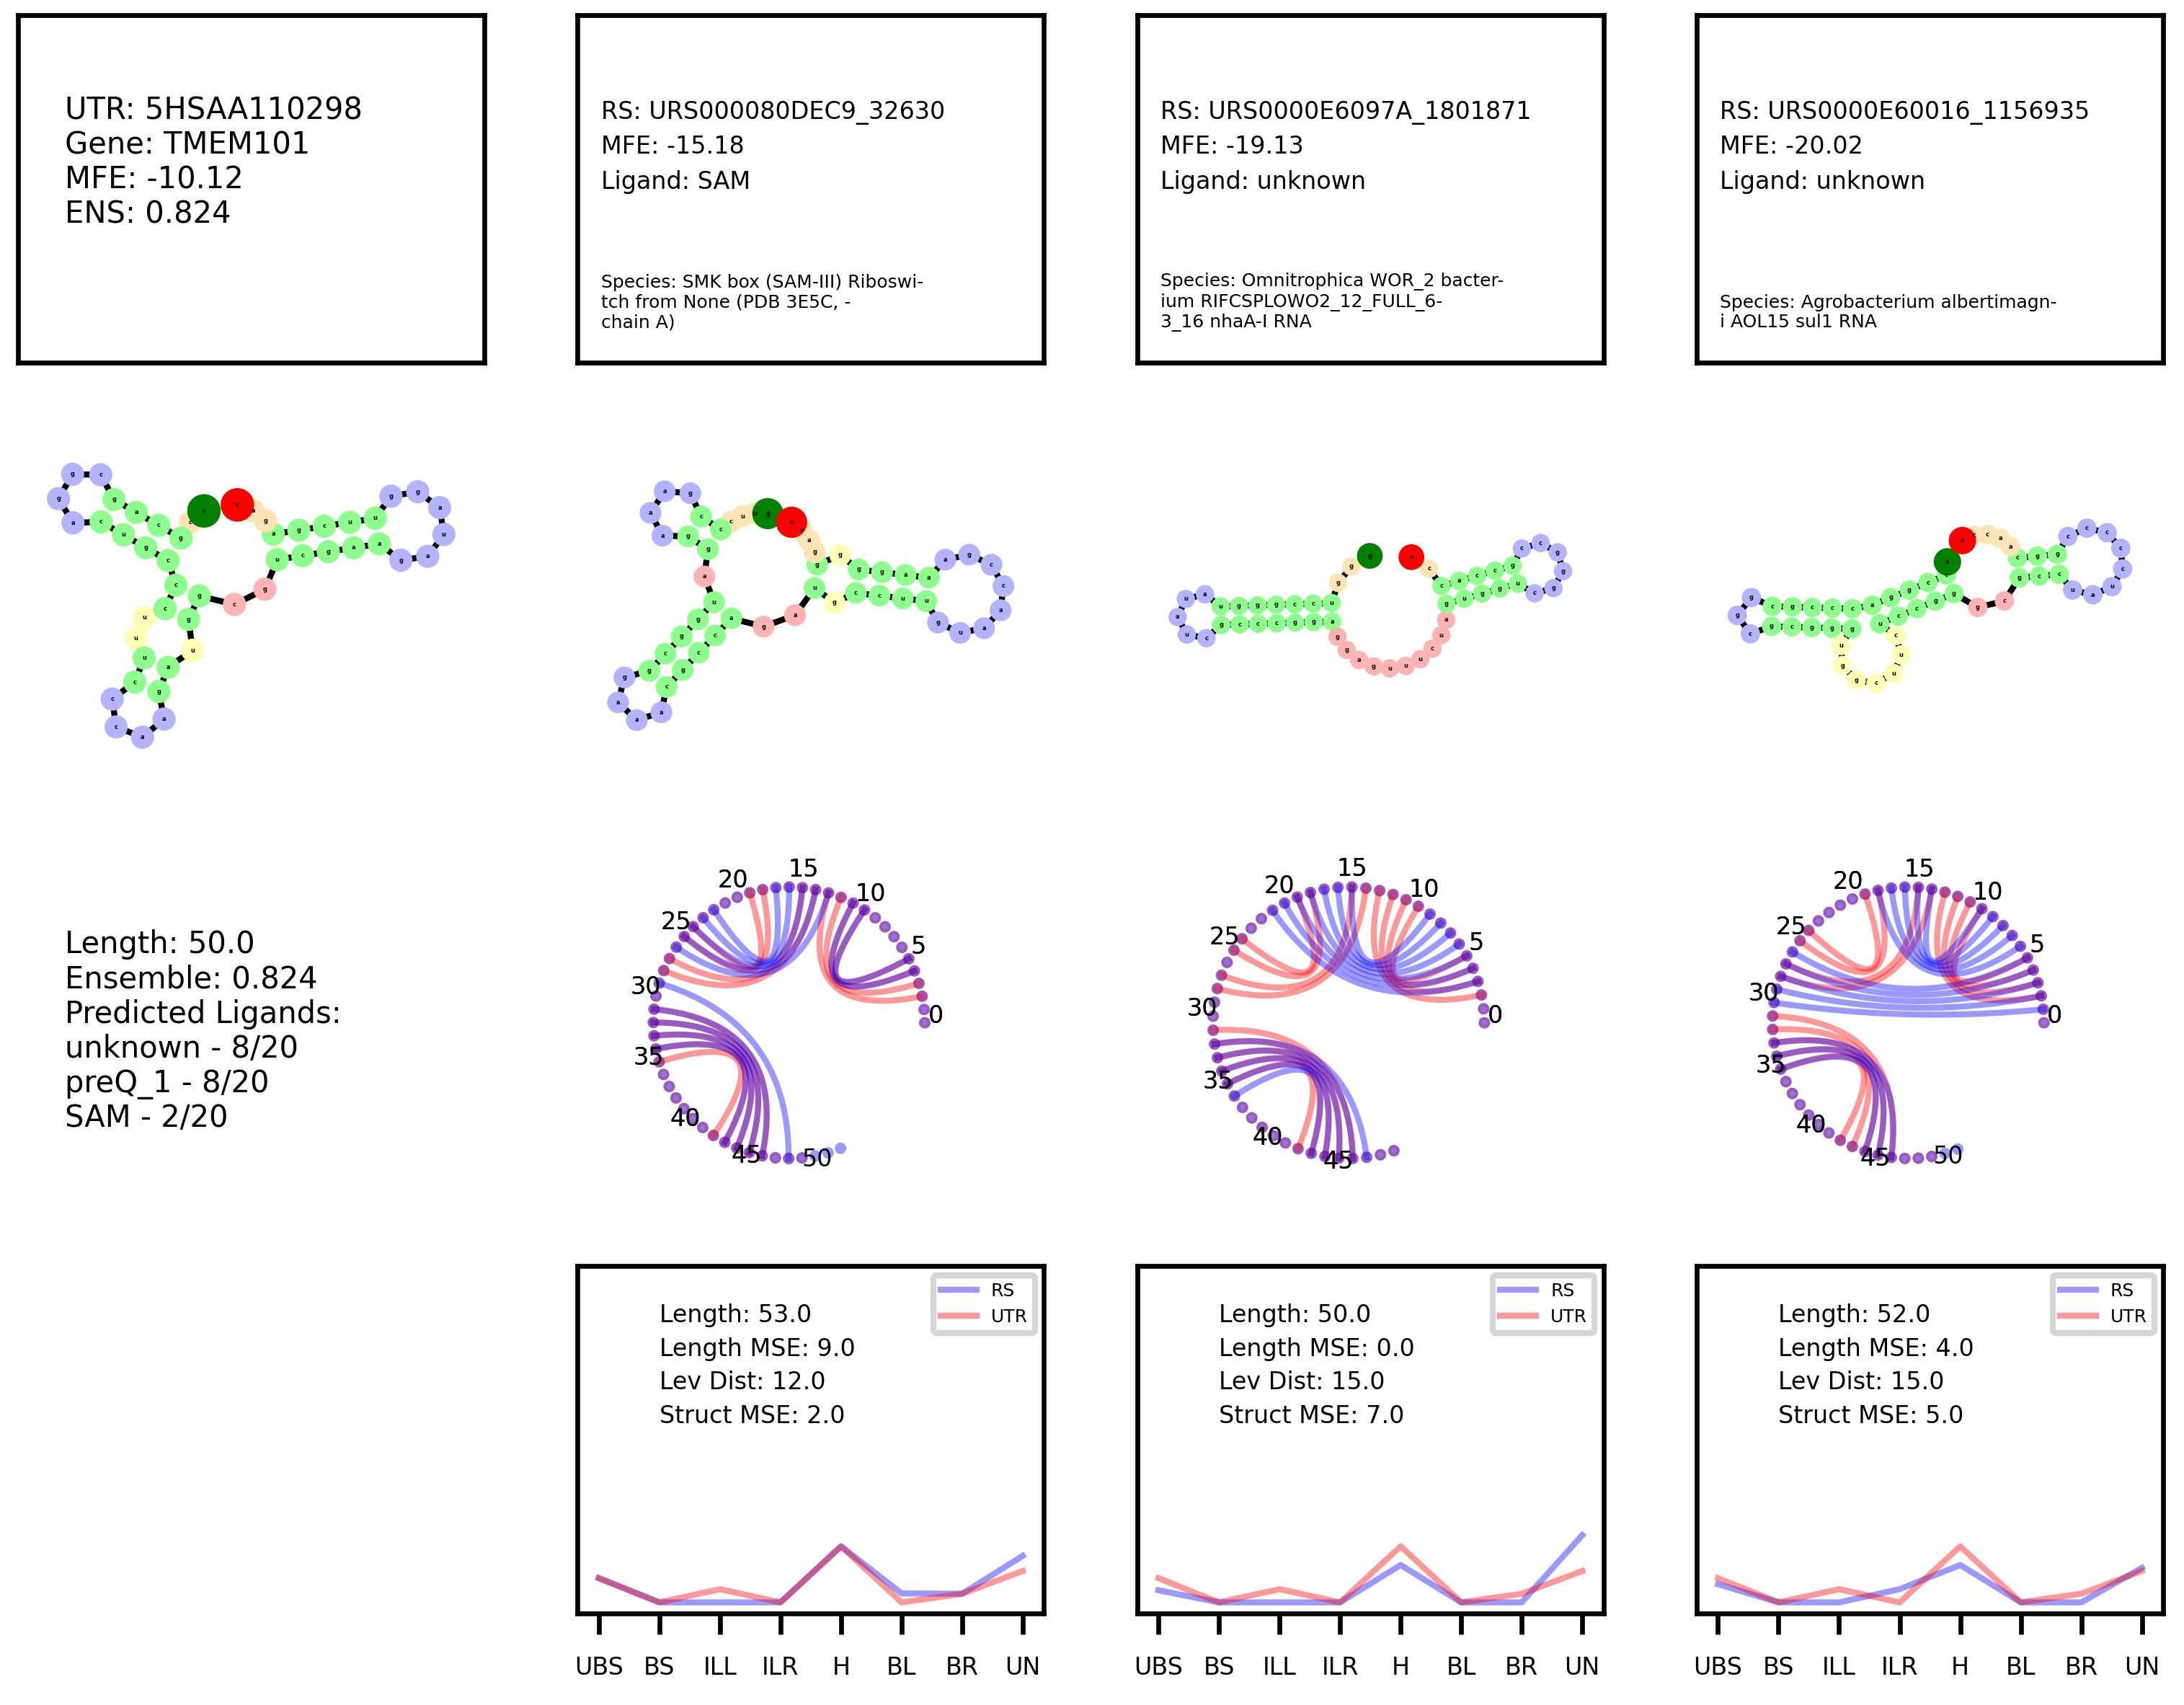 UTR: 5HSAA110298
Gene: TMEM101
MFE: -10.12
ENS: 0.824
RS: URS000080DEC9_32630
MFE: -15.18
Ligand: SAM
Species: SMK box (SAM-III) Riboswi-
tch from None (PDB 3E5C, -
chain A)
RS: URS0000E6097A_1801871
MFE: -19.13
Ligand: unknown
Species: Omnitrophica WOR_2 bacter-
ium RIFCSPLOWO2_12_FULL_6-
3_16 nhaA-I RNA
RS: URS0000E60016_1156935
MFE: -20.02
Ligand: unknown
Species: Agrobacterium albertimagn-
i AOL15 sul1 RNA
Length: 50.0
Ensemble: 0.824
Predicted Ligands:
unknown - 8/20
preQ_1 - 8/20
SAM - 2/20
0
5
10
15
20
25
30
35
40
45
50
0
5
10
15
20
25
30
35
40
45
0
5
10
15
20
25
30
35
40
45
50
Length: 53.0
Length MSE: 9.0
Lev Dist: 12.0
Struct MSE: 2.0
RS
UTR
UBS BS ILL ILR H BL BR UN
Length: 50.0
Length MSE: 0.0
Lev Dist: 15.0
Struct MSE: 7.0
RS
UTR
UBS BS ILL ILR H BL BR UN
Length: 52.0
Length MSE: 4.0
Lev Dist: 15.0
Struct MSE: 5.0
RS
UTR
UBS BS ILL ILR H BL BR UN